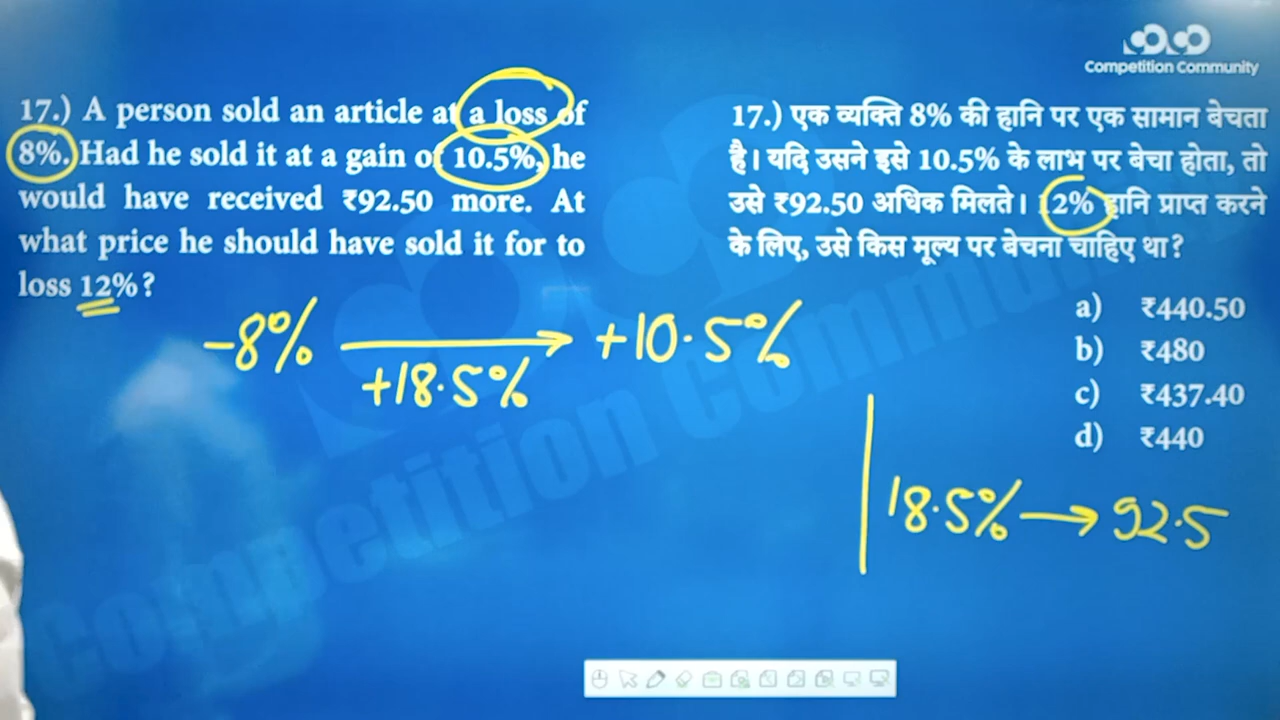 Competition Community
17.) A person sold an article at a loss of
8%. Had he sold it at a gain of 10.5%, he
would have received ₹92.50 more. At
what price he should have sold it for to
loss 12%?
17.) एक व्यक्ति 8% की हानि पर एक सामान बेचता
है। यदि उसने इसे 10.5% के लाभ पर बेचा होता, तो
उसे ₹92.50 अधिक मिलते। 12% हानि प्राप्त करने
के लिए, उसे किस मूल्य पर बेचना चाहिए था?
a) ₹440.50
b) ₹480
c) ₹437.40
d) ₹440
-8% → +10.5%
+18.5%
18.5% → 92.5
Competition Community